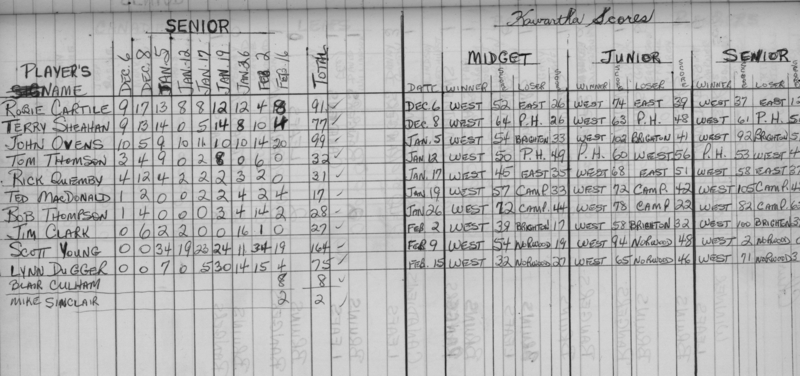 SENIOR
Kawartha Scores
PLAYER'S NAME DEC. 6 DEC. 8 JAN. 5 JAN. 12 JAN. 17 JAN. 19 JAN. 26 FEB 2 FEB. 16 TOTAL
MIDGET JUNIOR SENIOR
DATE WINNER LOSER WINNER LOSER WINNER LOSER
ROBIE CARTILE 9 17 13 8 8 12 12 4 8 91 ✓ DEC. 6 WEST 52 EAST 26 WEST 74 EAST 39 WEST 37 EAST
TERRY SHEAHAN 9 13 14 0 5 14 8 10 4 77 ✓ DEC. 8 WEST 64 P.H. 26 WEST 63 P.H. 48 WEST 61 P.H.
JOHN OVENS 10 5 9 10 11 10 10 14 20 99 ✓ JAN. 5 WEST 54 BRIGHTON 33 WEST 102 BRIGHTON 41 WEST 92 BRIGHTON
TOM THOMSON 3 4 9 0 2 8 0 6 0 32 ✓ JAN 12 WEST 50 P.H. 49 P.H. 60 WEST 56 P.H. 53 WEST
RICK QUEMBY 4 12 4 2 2 2 3 2 0 31 ✓ JAN. 17 WEST 45 EAST 35 WEST 68 EAST 51 WEST 58 EAST
TED MACDONALD 1 2 0 0 2 2 4 2 4 17 ✓ JAN 19 WEST 57 CAMP. 33 WEST 72 CAMP. 42 WEST 105 CAMP.
BOB THOMPSON 1 4 0 0 0 3 4 14 2 28 ✓ JAN 26 WEST 72 CAMP. 44 WEST 78 CAMP 22 WEST 82 CAMP.
JIM CLARK 0 6 2 2 0 0 16 1 0 27 ✓ FEB. 2 WEST 39 BRIGHTON 17 WEST 58 BRIGHTON 32 WEST 100 BRIGHTON
SCOTT YOUNG 0 0 34 19 23 24 11 34 19 164 ✓ FEB 9 WEST 54 NORWOOD 19 WEST 94 NORWOOD 48 WEST 2 NORWOOD
LYNN DUGGER 0 0 7 0 5 30 14 15 4 75 ✓ FEB. 15 WEST 32 NORWOOD 27 WEST 65 NORWOOD 46 WEST 71 NORWOOD
BLAIR CULHAM 8 8 ✓
MIKE SINCLAIR 2 2 ✓